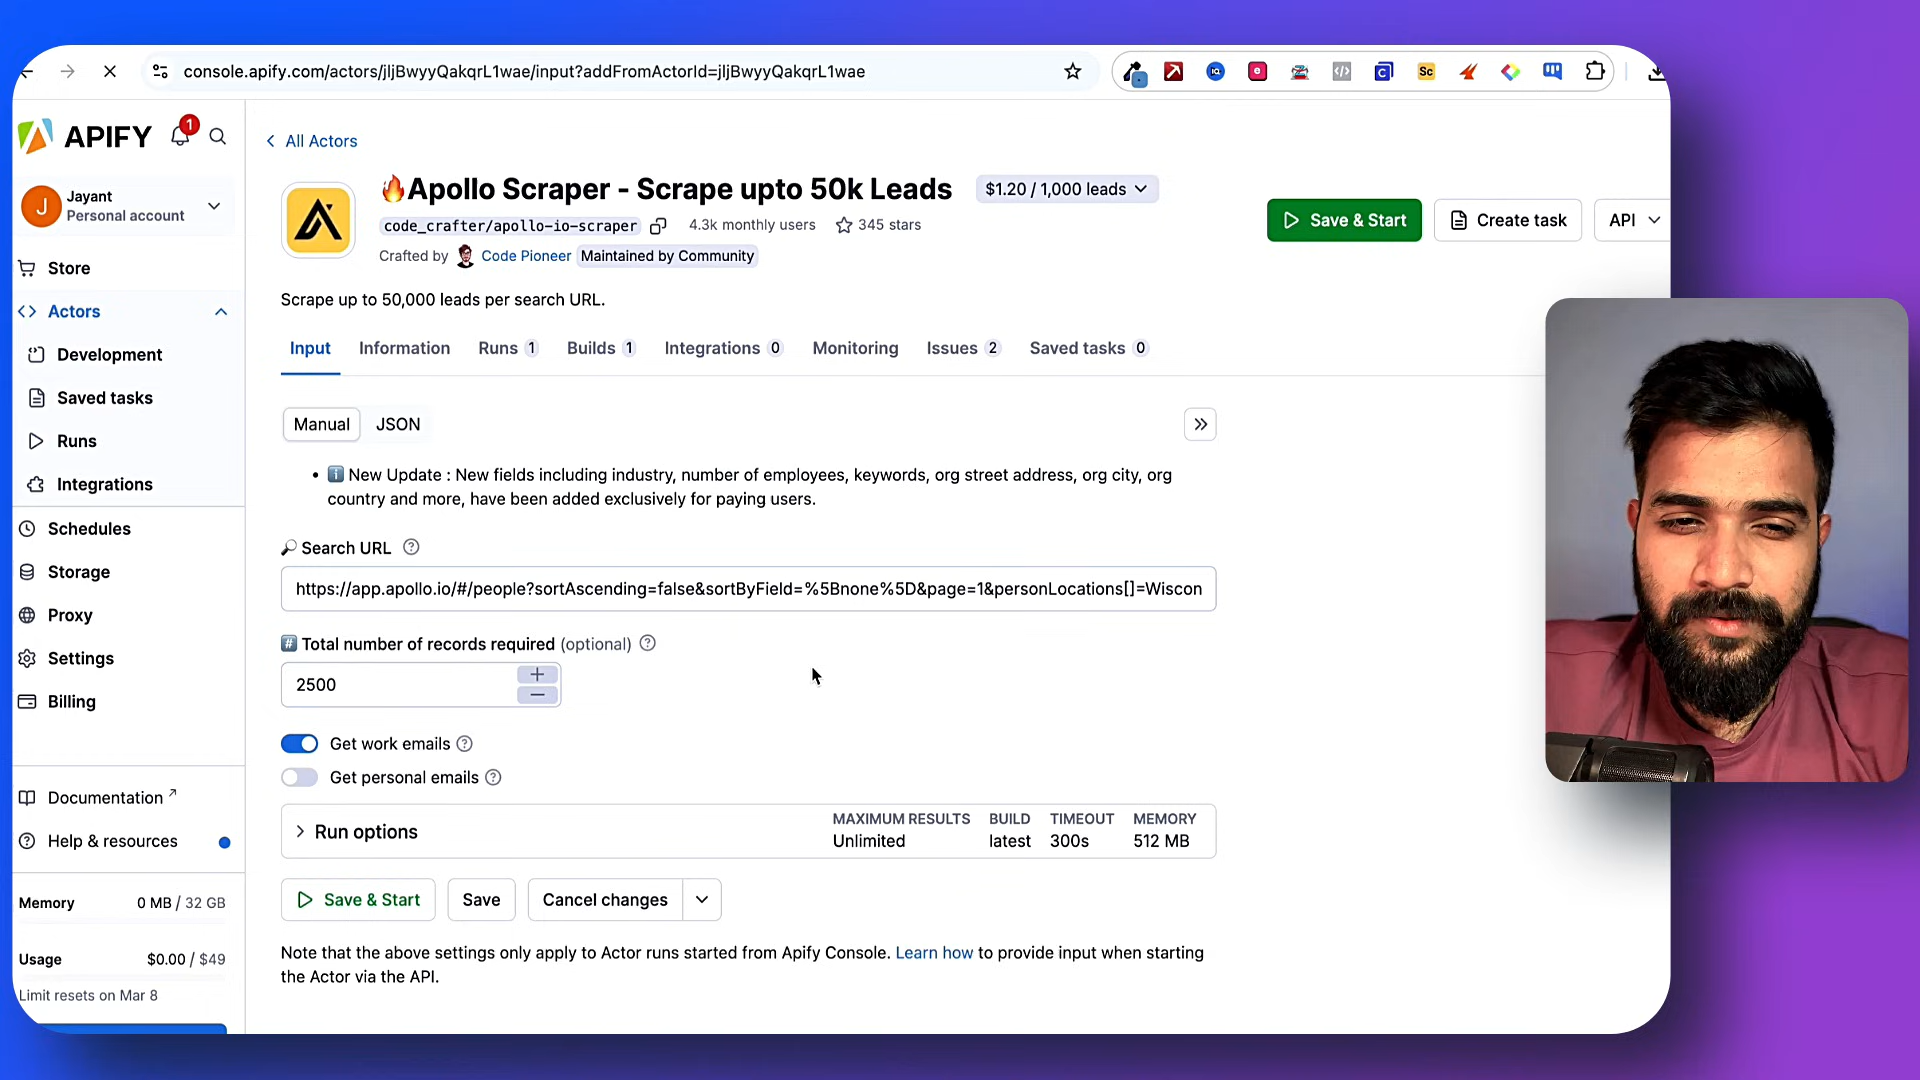 console.apify.com/actors/jljBwyyQakqrL1wae/input?addFromActorId=jljBwyyQakqrL1wae
Sc
APIFY
1
J
Jayant
Personal account
Store
Actors
Development
Saved tasks
Runs
Integrations
Schedules
Storage
Proxy
Settings
Billing
Documentation
Help & resources
Memory 0 MB / 32 GB
Usage $0.00 / $49
Limit resets on Mar 8
All Actors
🔥Apollo Scraper - Scrape upto 50k Leads $1.20 / 1,000 leads
code_crafter/apollo-io-scraper 4.3k monthly users 345 stars
Crafted by Code Pioneer Maintained by Community
Save & Start Create task API
Scrape up to 50,000 leads per search URL.
Input Information Runs 1 Builds 1 Integrations 0 Monitoring Issues 2 Saved tasks 0
Manual JSON
• ℹ️ New Update : New fields including industry, number of employees, keywords, org street address, org city, org
country and more, have been added exclusively for paying users.
🔎 Search URL
https://app.apollo.io/#/people?sortAscending=false&sortByField=%5Bnone%5D&page=1&personLocations[]=Wiscon
#️⃣ Total number of records required (optional)
2500
Get work emails
Get personal emails
Run options
MAXIMUM RESULTS BUILD TIMEOUT MEMORY
Unlimited latest 300s 512 MB
Save & Start Save Cancel changes
Note that the above settings only apply to Actor runs started from Apify Console. Learn how to provide input when starting
the Actor via the API.